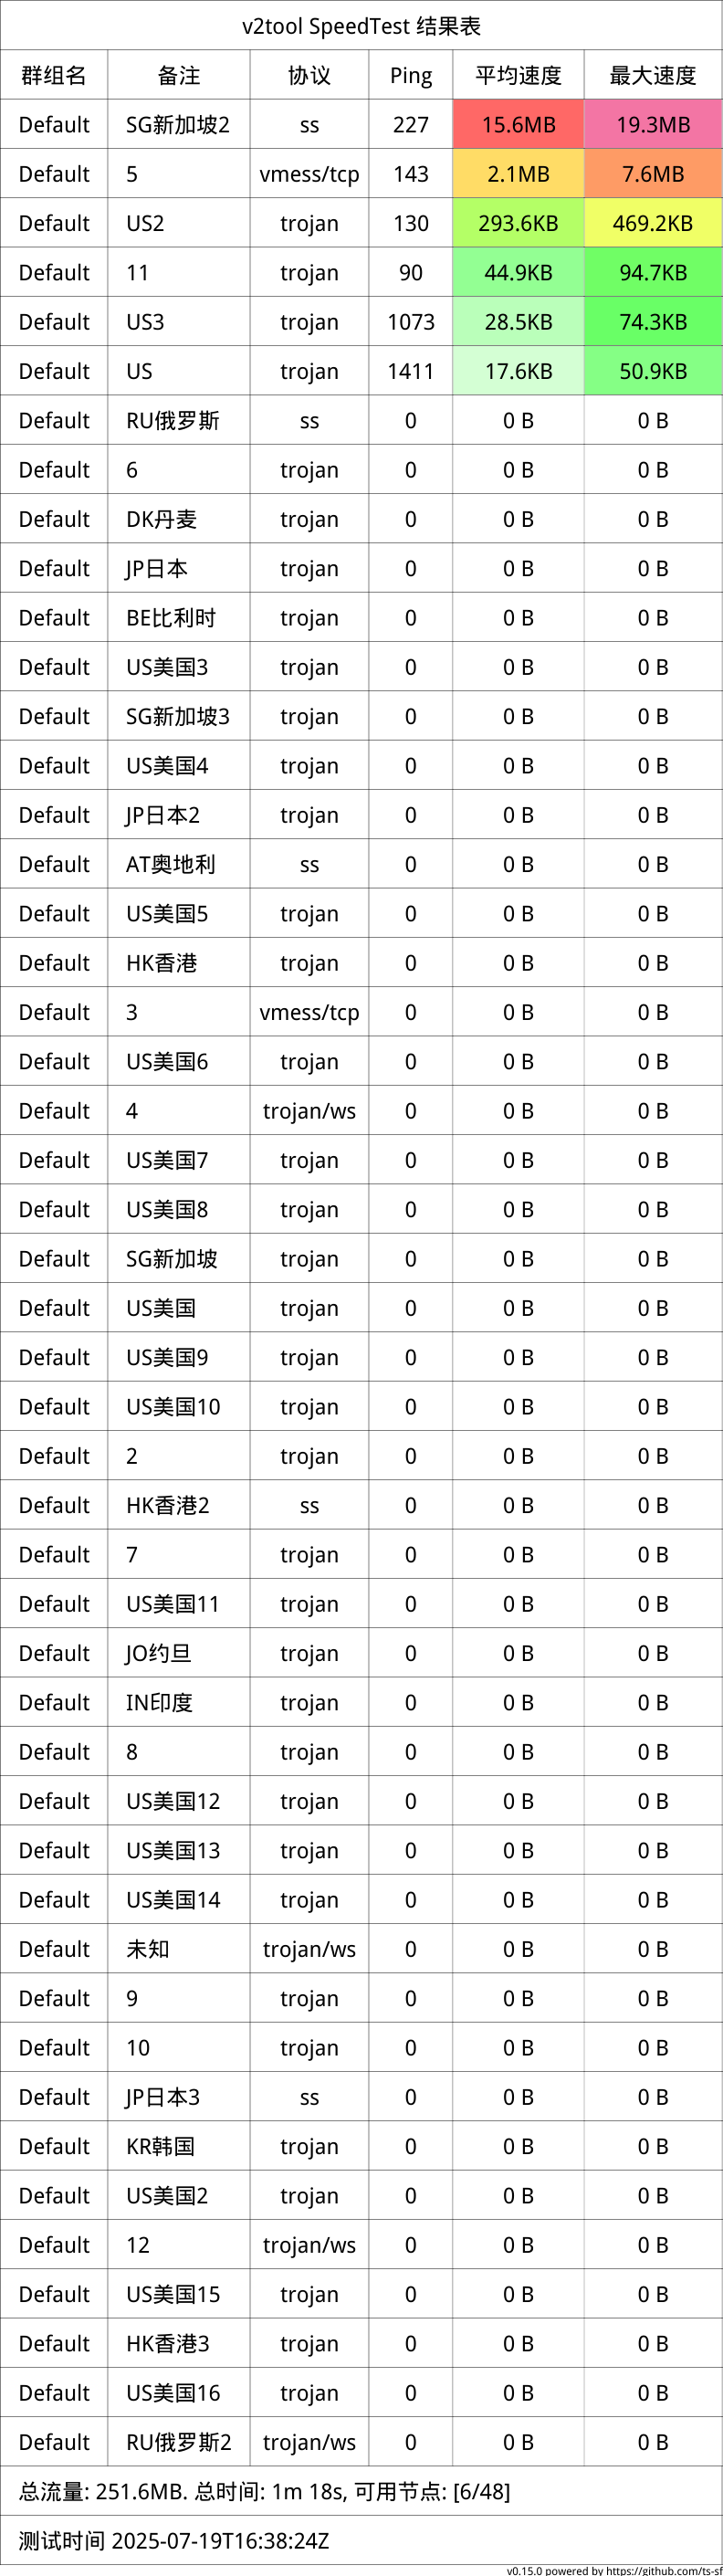 v2tool SpeedTest 结果表
群组名 备注 协议 Ping 平均速度 最大速度
Default SG新加坡2 ss 227 15.6MB 19.3MB
Default 5 vmess/tcp 143 2.1MB 7.6MB
Default US2 trojan 130 293.6KB 469.2KB
Default 11 trojan 90 44.9KB 94.7KB
Default US3 trojan 1073 28.5KB 74.3KB
Default US trojan 1411 17.6KB 50.9KB
Default RU俄罗斯 ss 0 0 B 0 B
Default 6 trojan 0 0 B 0 B
Default DK丹麦 trojan 0 0 B 0 B
Default JP日本 trojan 0 0 B 0 B
Default BE比利时 trojan 0 0 B 0 B
Default US美国3 trojan 0 0 B 0 B
Default SG新加坡3 trojan 0 0 B 0 B
Default US美国4 trojan 0 0 B 0 B
Default JP日本2 trojan 0 0 B 0 B
Default AT奥地利 ss 0 0 B 0 B
Default US美国5 trojan 0 0 B 0 B
Default HK香港 trojan 0 0 B 0 B
Default 3 vmess/tcp 0 0 B 0 B
Default US美国6 trojan 0 0 B 0 B
Default 4 trojan/ws 0 0 B 0 B
Default US美国7 trojan 0 0 B 0 B
Default US美国8 trojan 0 0 B 0 B
Default SG新加坡 trojan 0 0 B 0 B
Default US美国 trojan 0 0 B 0 B
Default US美国9 trojan 0 0 B 0 B
Default US美国10 trojan 0 0 B 0 B
Default 2 trojan 0 0 B 0 B
Default HK香港2 ss 0 0 B 0 B
Default 7 trojan 0 0 B 0 B
Default US美国11 trojan 0 0 B 0 B
Default JO约旦 trojan 0 0 B 0 B
Default IN印度 trojan 0 0 B 0 B
Default 8 trojan 0 0 B 0 B
Default US美国12 trojan 0 0 B 0 B
Default US美国13 trojan 0 0 B 0 B
Default US美国14 trojan 0 0 B 0 B
Default 未知 trojan/ws 0 0 B 0 B
Default 9 trojan 0 0 B 0 B
Default 10 trojan 0 0 B 0 B
Default JP日本3 ss 0 0 B 0 B
Default KR韩国 trojan 0 0 B 0 B
Default US美国2 trojan 0 0 B 0 B
Default 12 trojan/ws 0 0 B 0 B
Default US美国15 trojan 0 0 B 0 B
Default HK香港3 trojan 0 0 B 0 B
Default US美国16 trojan 0 0 B 0 B
Default RU俄罗斯2 trojan/ws 0 0 B 0 B
总流量: 251.6MB. 总时间: 1m 18s, 可用节点: [6/48]
测试时间 2025-07-19T16:38:24Z
v0.15.0 powered by https://github.com/ts-sf